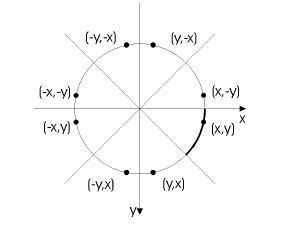 (-y,-x) (y,-x)
(-x,-y) (x,-y)
x
(-x,y) (x,y)
(-y,x) (y,x)
y